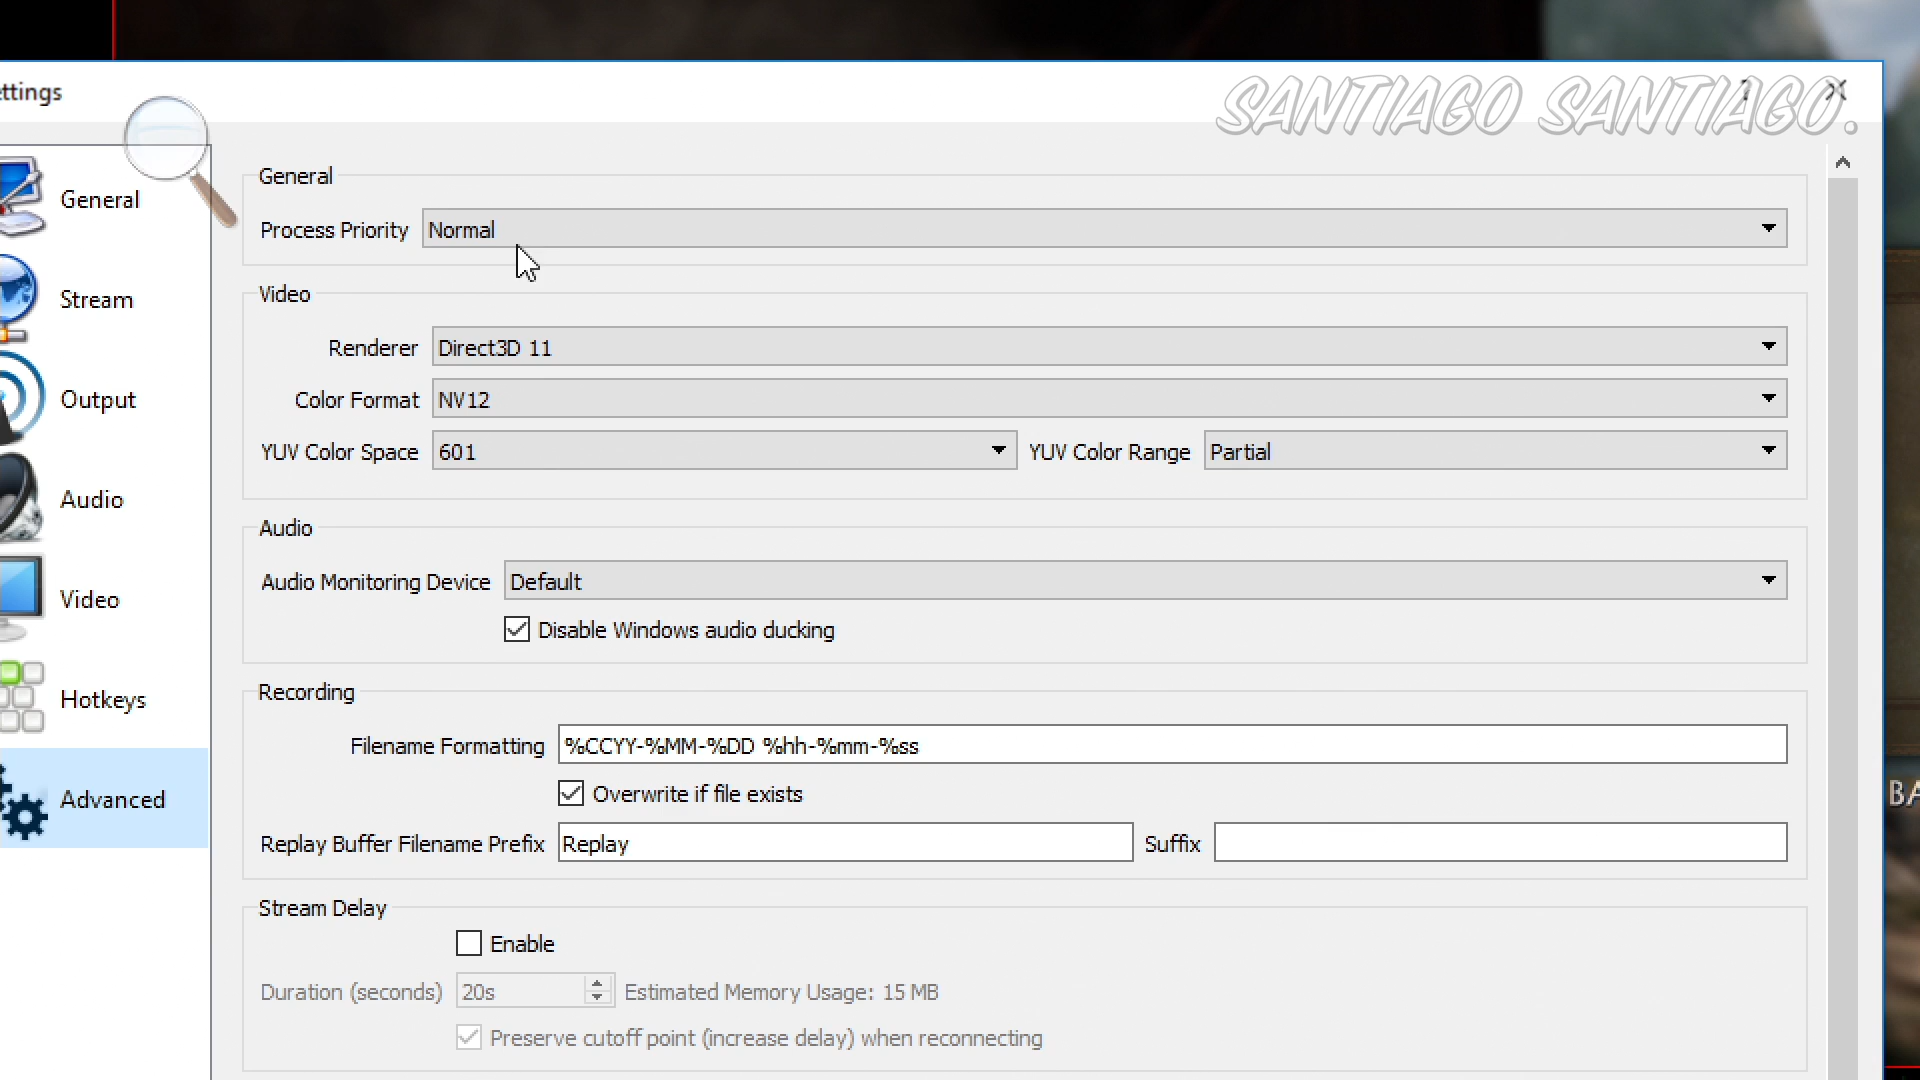 ettings
SANTIAGO SANTIAGO.
?
General
Stream
Output
Audio
Video
Hotkeys
Advanced
General
Process Priority Normal
Video
Renderer Direct3D 11
Color Format NV12
YUV Color Space 601 YUV Color Range Partial
Audio
Audio Monitoring Device Default
Disable Windows audio ducking
Recording
Filename Formatting %CCYY-%MM-%DD %hh-%mm-%ss
Overwrite if file exists
Replay Buffer Filename Prefix Replay Suffix
Stream Delay
Enable
Duration (seconds) 20s Estimated Memory Usage: 15 MB
Preserve cutoff point (increase delay) when reconnecting
BA